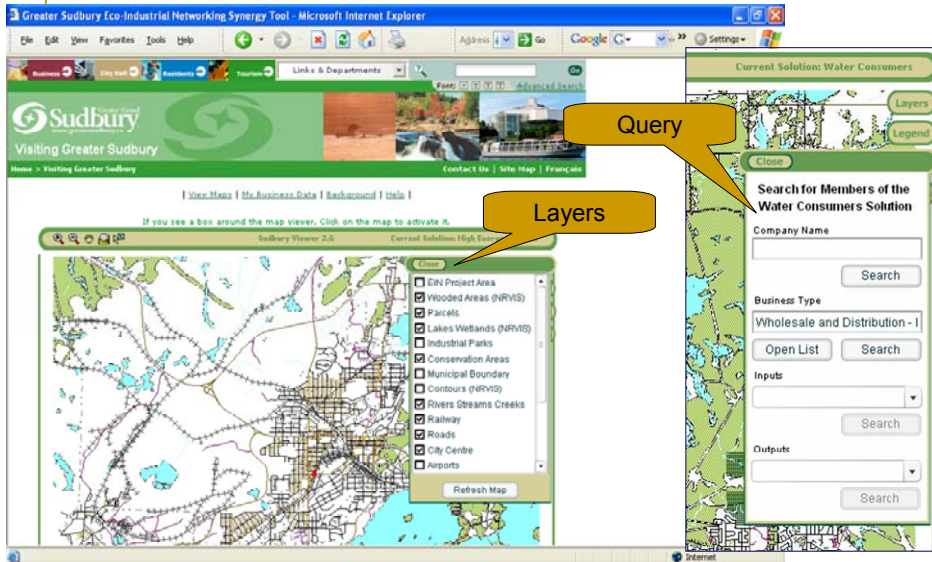 Greater Sudbury Eco-Industrial Networking Synergy Tool - Microsoft Internet Explorer
File Edit View Favorites Tools Help
Address Go Google G Settings
Business City Hall Residents Tourism Links & Departments Go
Font: Advanced Search
Sudbury
Visiting Greater Sudbury
Home > Visiting Greater Sudbury Contact Us | Site Map | Français
| View Maps | My Business Data | Background | Help |
If you see a box around the map viewer, Click on the map to activate it.
Sudbury Viewer 2.6 Current Solution: High Energy
Layers
Close
EIN Project Area
Wooded Areas (NRVIS)
Parcels
Lakes Wetlands (NRVIS)
Industrial Parks
Conservation Areas
Municipal Boundary
Contours (NRVIS)
Rivers Streams Creeks
Railway
Roads
City Centre
Airports
Refresh Map
Internet
Query
Current Solution: Water Consumers
Layers
Legend
Close
Search for Members of the
Water Consumers Solution
Company Name
Search
Business Type
Wholesale and Distribution -
Open List Search
Inputs
Search
Outputs
Search